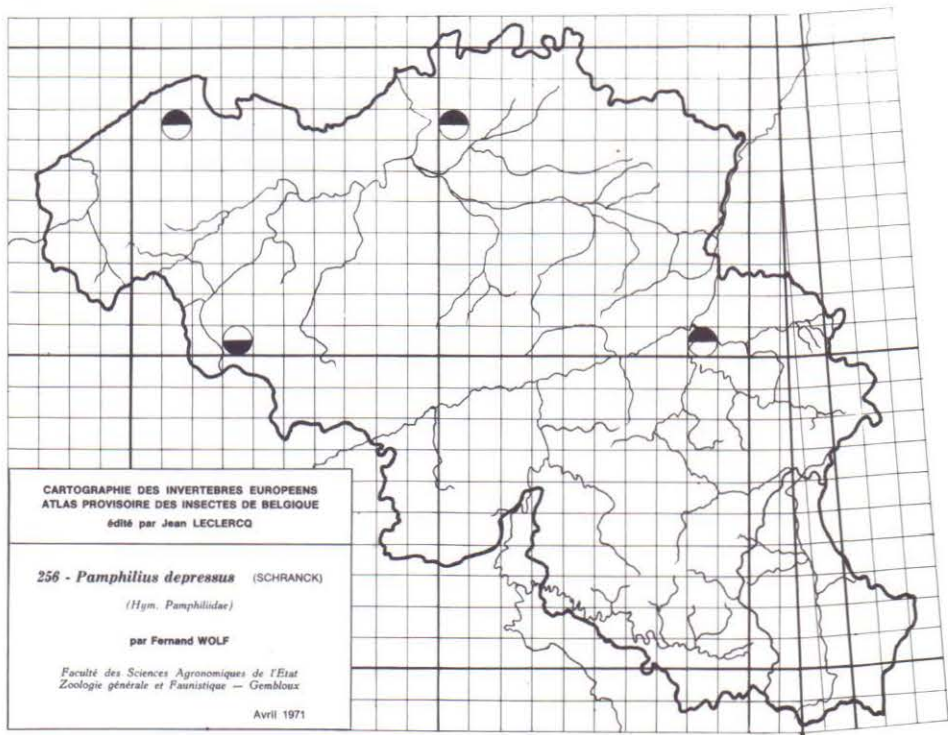 CARTOGRAPHIE DES INVERTEBRES EUROPEENS
ATLAS PROVISOIRE DES INSECTES DE BELGIQUE
édité par Jean LECLERCQ
256 - Pamphilius depressus (SCHRANCK)
(Hym. Pamphiliidae)
par Fernand WOLF
Faculté des Sciences Agronomiques de l'Etat
Zoologie générale et Faunistique — Gembloux
Avril 1971